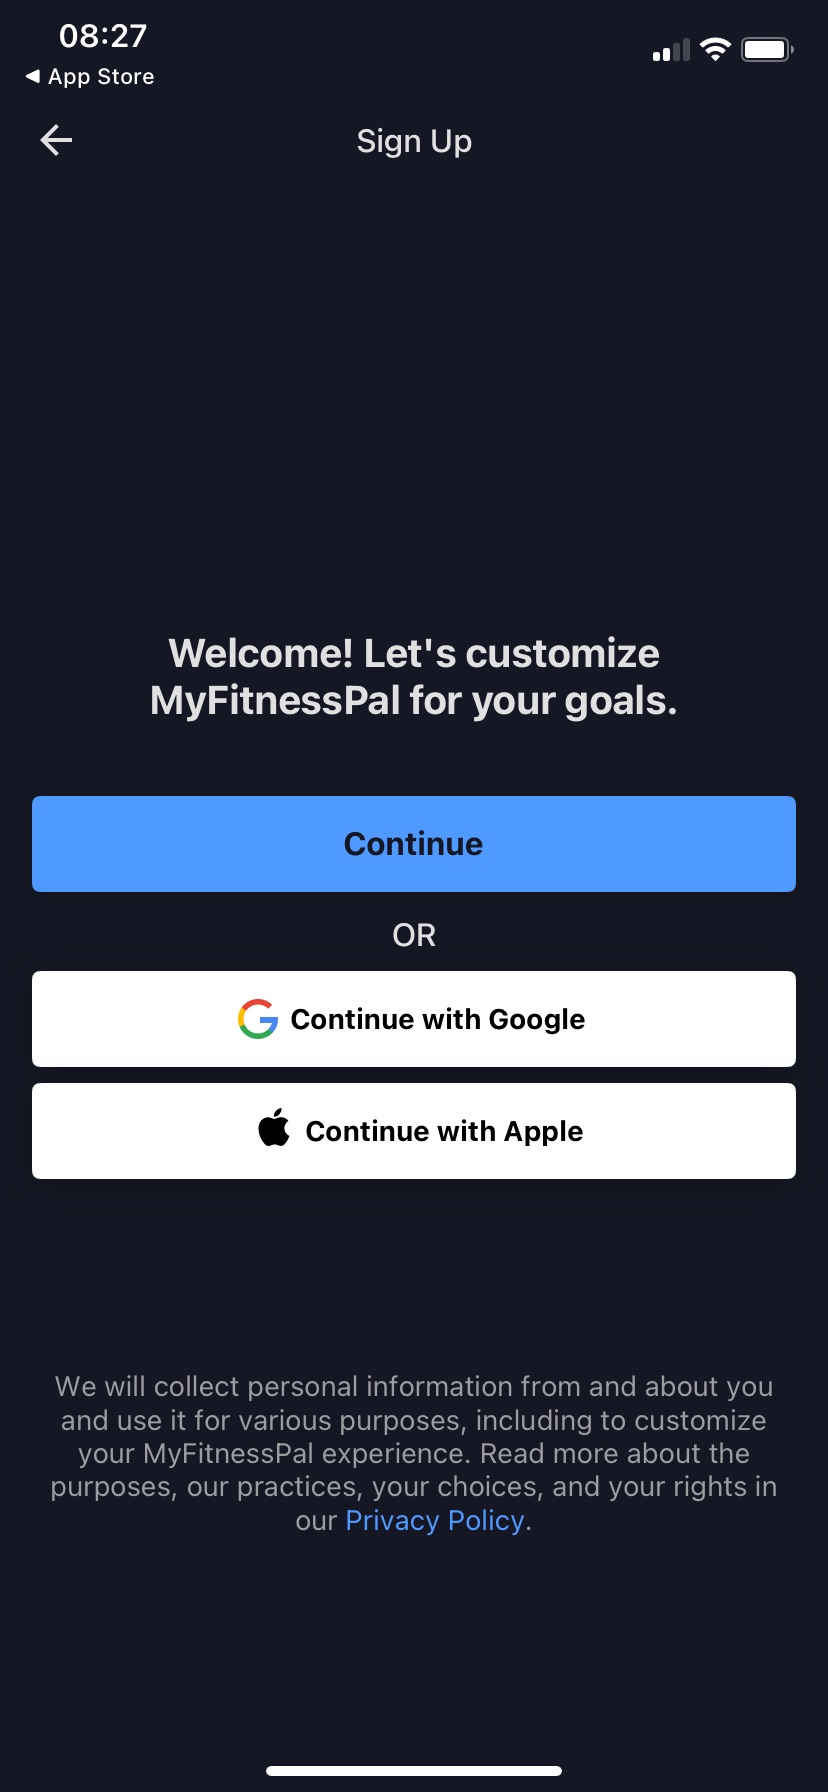 08:27
◀ App Store
Sign Up
Welcome! Let's customize
MyFitnessPal for your goals.
Continue
OR
Continue with Google
Continue with Apple
We will collect personal information from and about you
and use it for various purposes, including to customize
your MyFitnessPal experience. Read more about the
purposes, our practices, your choices, and your rights in
our Privacy Policy.